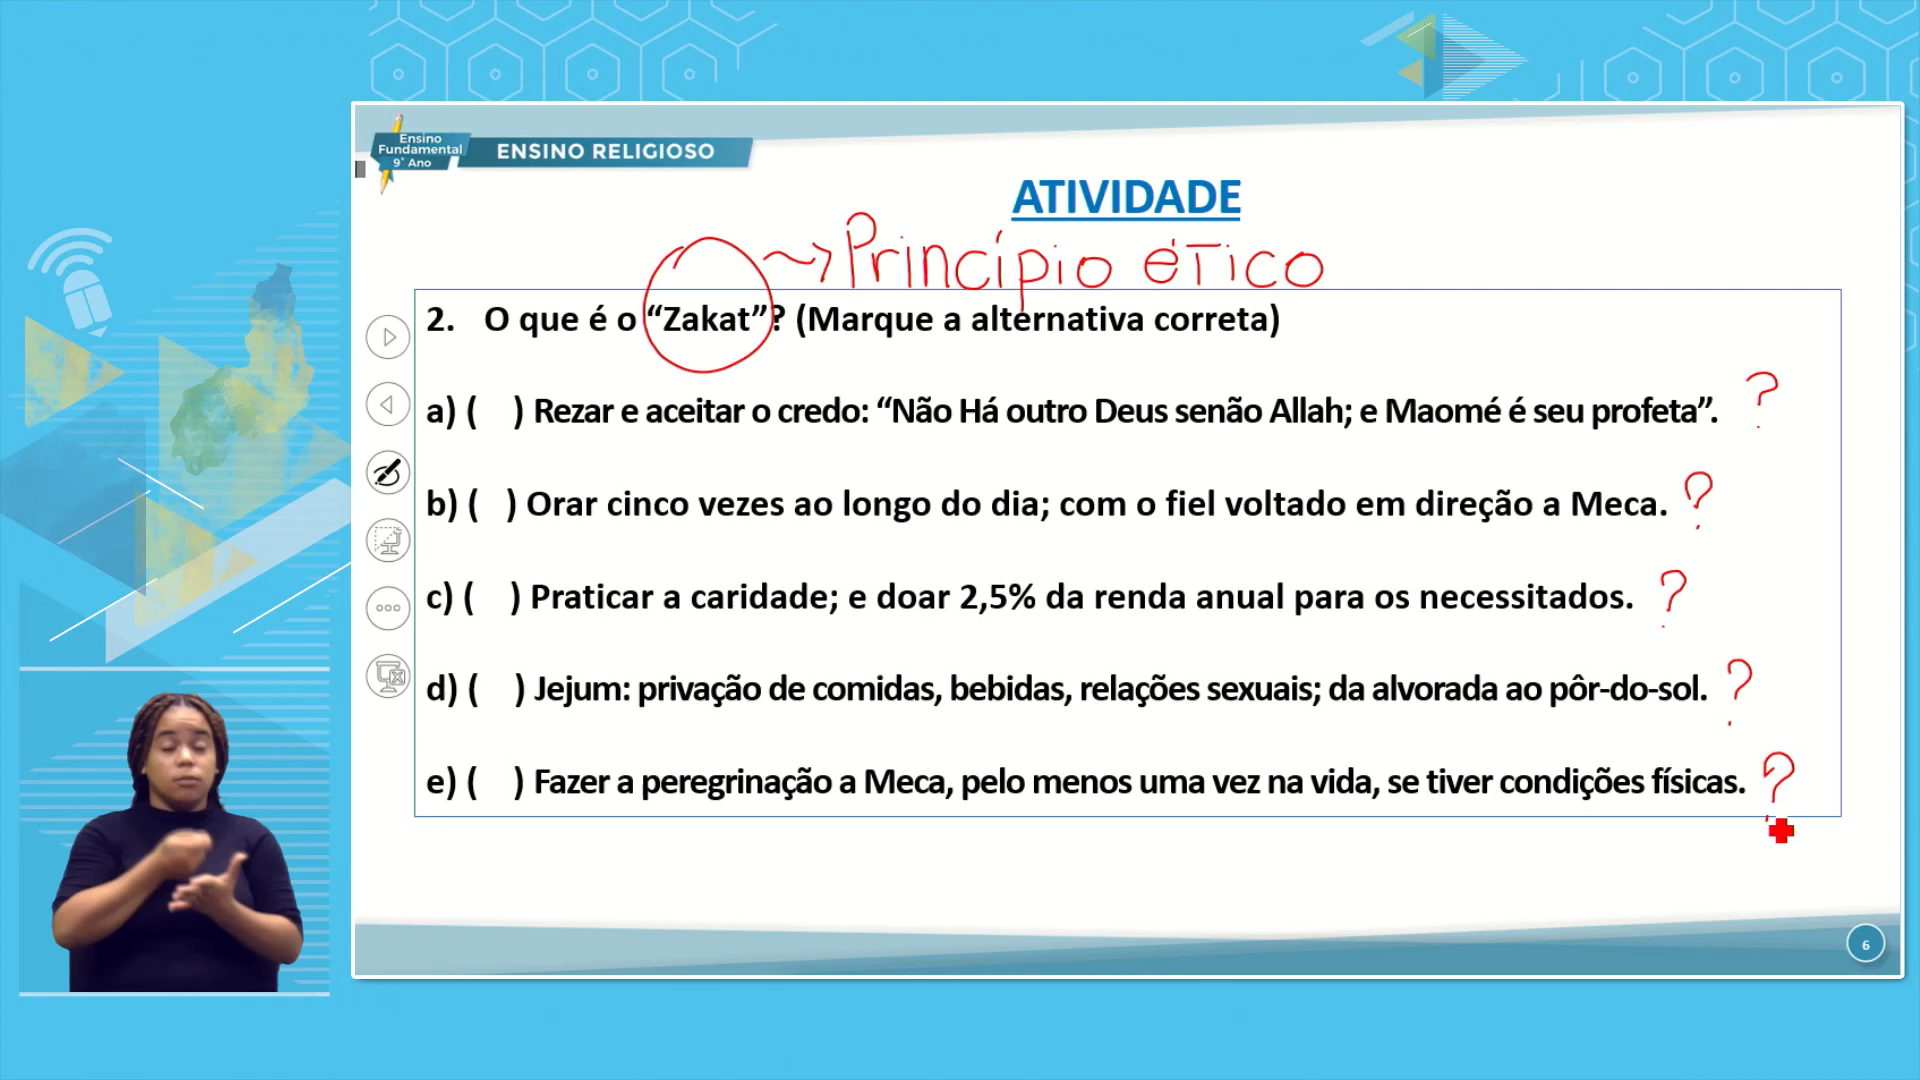 Ensino
Fundamental
9° Ano
ENSINO RELIGIOSO
ATIVIDADE
Princípio ético
2. O que é o “Zakat”? (Marque a alternativa correta)
a) ( ) Rezar e aceitar o credo: “Não Há outro Deus senão Allah; e Maomé é seu profeta”. ?
b) ( ) Orar cinco vezes ao longo do dia; com o fiel voltado em direção a Meca. ?
c) ( ) Praticar a caridade; e doar 2,5% da renda anual para os necessitados. ?
d) ( ) Jejum: privação de comidas, bebidas, relações sexuais; da alvorada ao pôr-do-sol. ?
e) ( ) Fazer a peregrinação a Meca, pelo menos uma vez na vida, se tiver condições físicas. ?
6